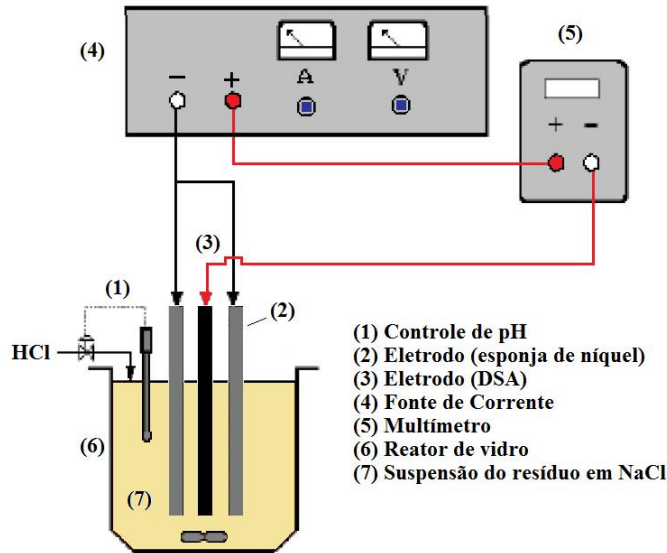 (4)
(5)
− +
A V
+ −
(3)
(1)
(2)
HCl
(6)
(7)
(1) Controle de pH
(2) Eletrodo (esponja de níquel)
(3) Eletrodo (DSA)
(4) Fonte de Corrente
(5) Multímetro
(6) Reator de vidro
(7) Suspensão do resíduo em NaCl